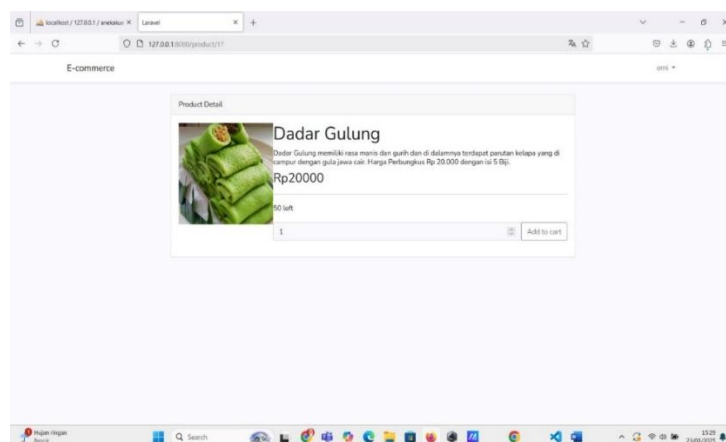 localhost / 127.0.0.1 / anekakue
Laravel
127.0.0.1:8000/product/1?
E-commerce
Product Detail
Dadar Gulung
Dadar Gulung memiliki rasa manis dan gurih dan di dalamnya terdapat parutan kelapa yang di
campur dengan gula jawa cair. Harga Perbungkus Rp 20.000 dengan isi 5 Biji.
Rp20000
50 left
1
Add to cart
Hujan ringan
Search
15:25